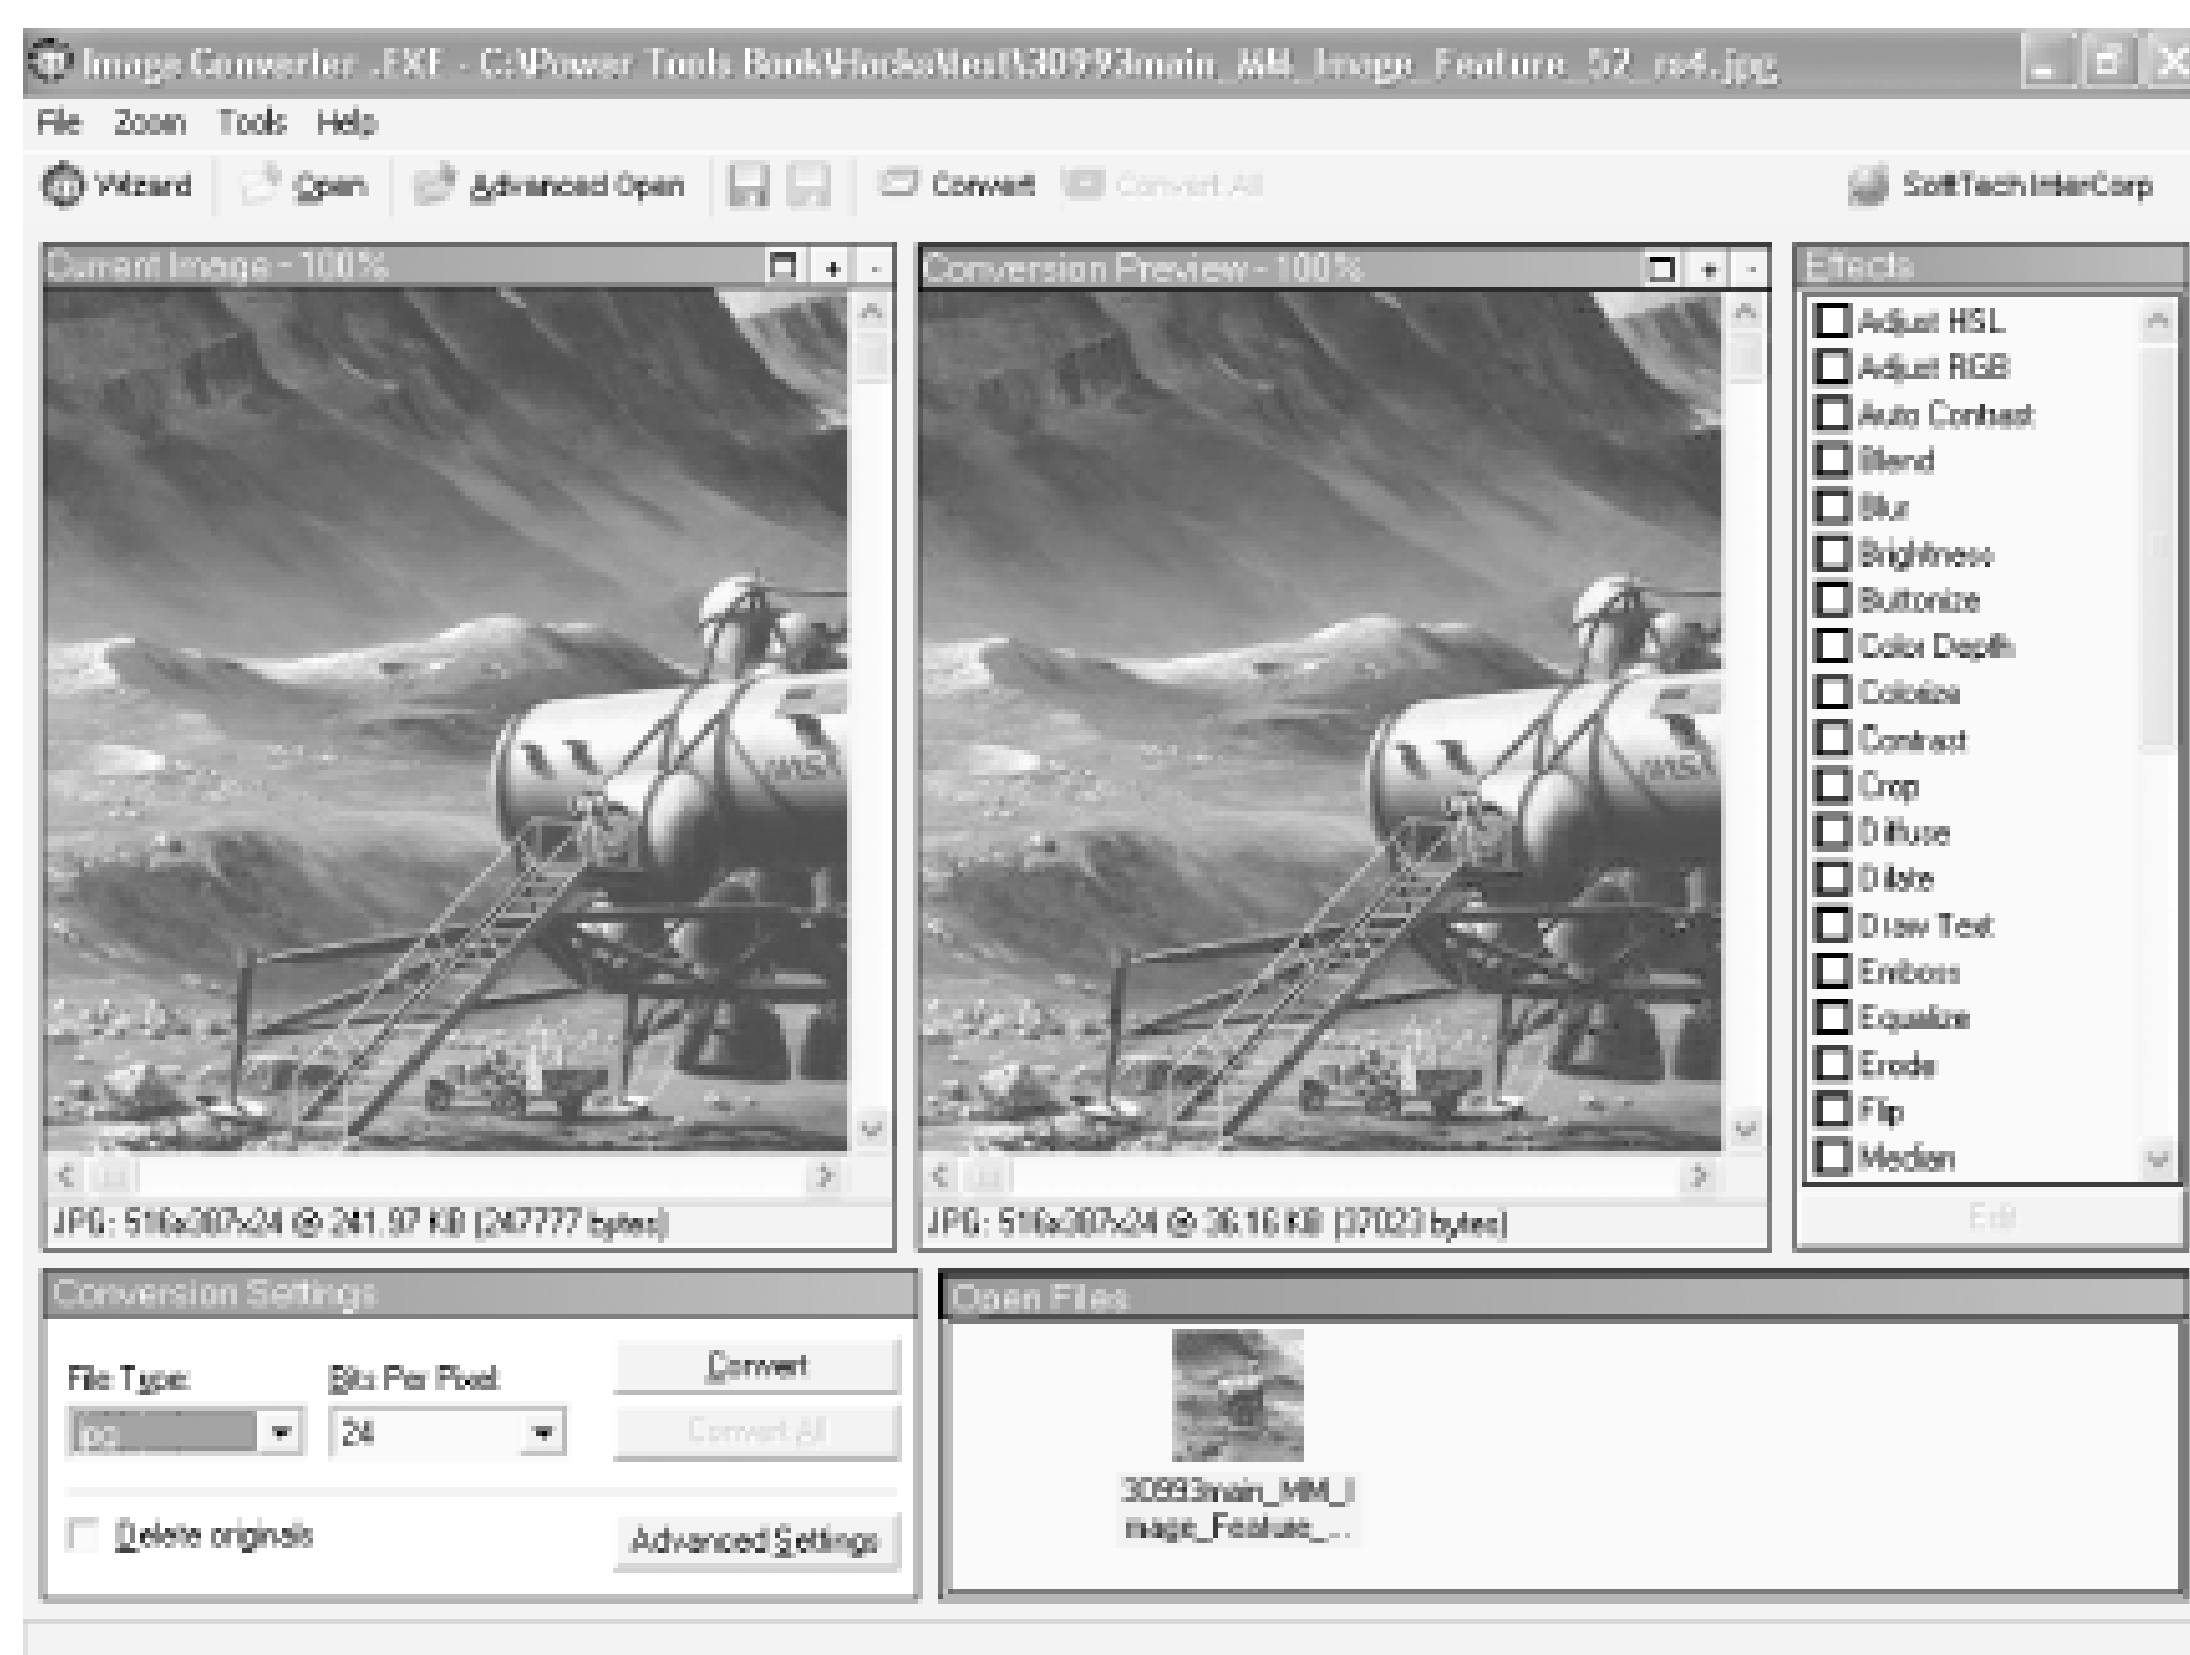 Image Converter .EXE - C:\Power Tools Book\Hacks\test\30993main_MM_Image_Feature_52_rs4.jpg
File Zoom Tools Help
Wizard Open Advanced Open Convert Convert All SoftTech InterCorp
Current Image - 100%
Conversion Preview - 100%
Effects
Adjust HSL
Adjust RGB
Auto Contrast
Blend
Blur
Brightness
Buttonize
Color Depth
Colorize
Contrast
Crop
Diffuse
Dilate
Draw Text
Emboss
Equalize
Erode
Flip
Median
Edit
NASA
NASA
JPG: 516x387x24 @ 241.97 KB (247777 bytes)
JPG: 516x387x24 @ 36.16 KB (37023 bytes)
Conversion Settings
File Type:
Bits Per Pixel:
Convert
jpg
24
Convert All
Delete originals
Advanced Settings
Open Files
30993main_MM_I
mage_Feature_...